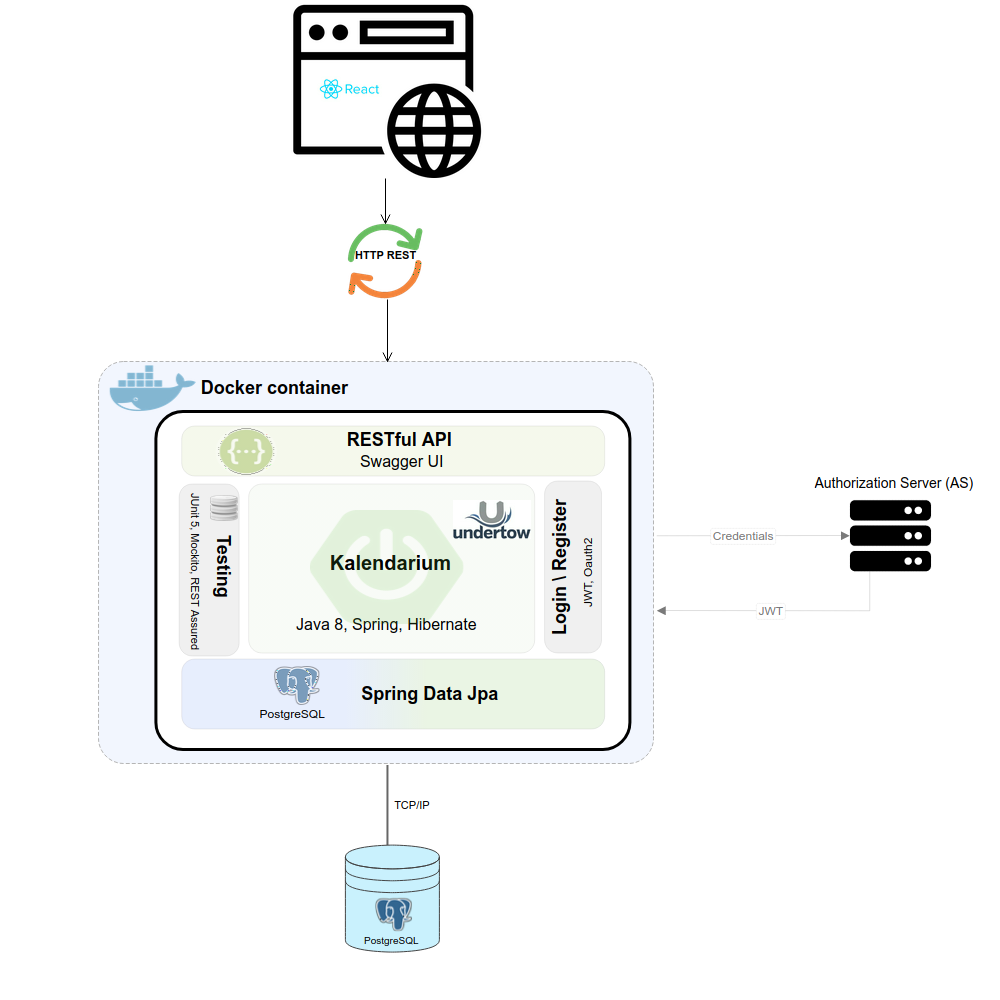 React
HTTP REST
Docker container
RESTful API
Swagger UI
JUnit 5, Mockito, REST Assured
Testing
undertow
Kalendarium
Java 8, Spring, Hibernate
Login \ Register
JWT, Oauth2
Spring Data Jpa
PostgreSQL
Authorization Server (AS)
Credentials
JWT
TCP/IP
PostgreSQL